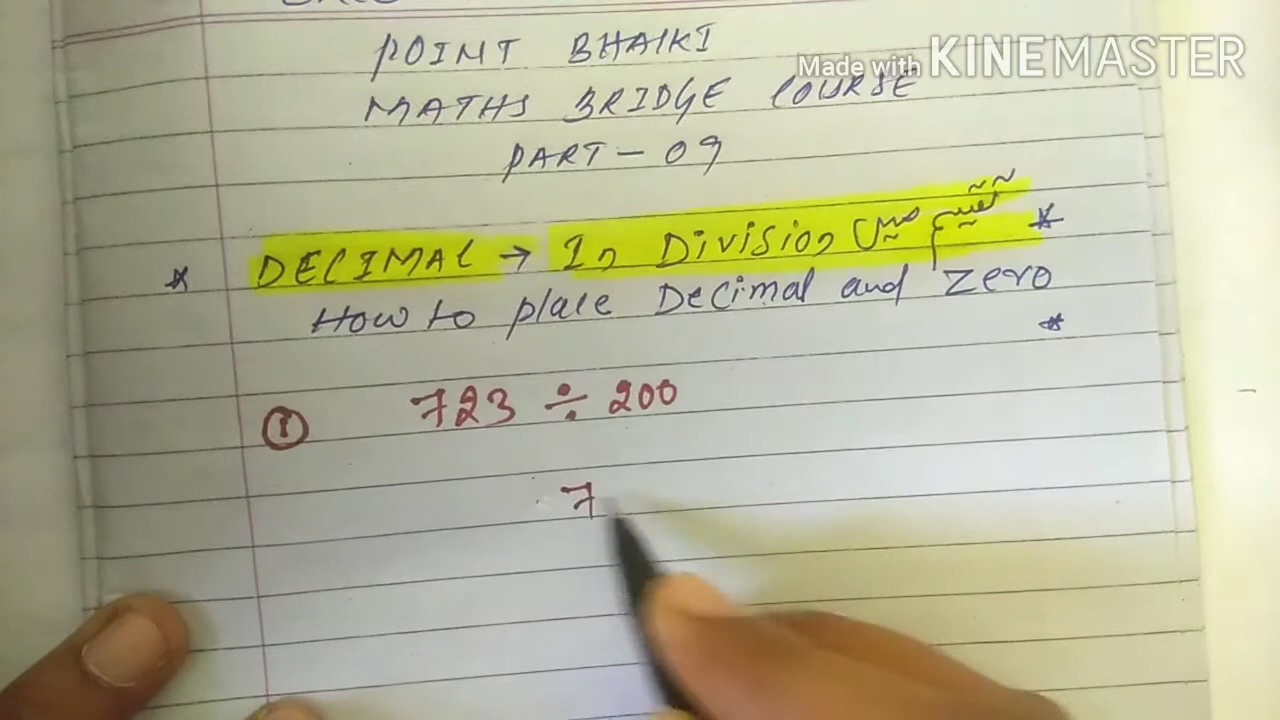 POINT BHALKI
Made with KINEMASTER
MATHS BRIDGE COURSE
PART - 09
* DECIMAL → In Division میں تقسیم *
How to place Decimal and Zero *
① 723 ÷ 200
7